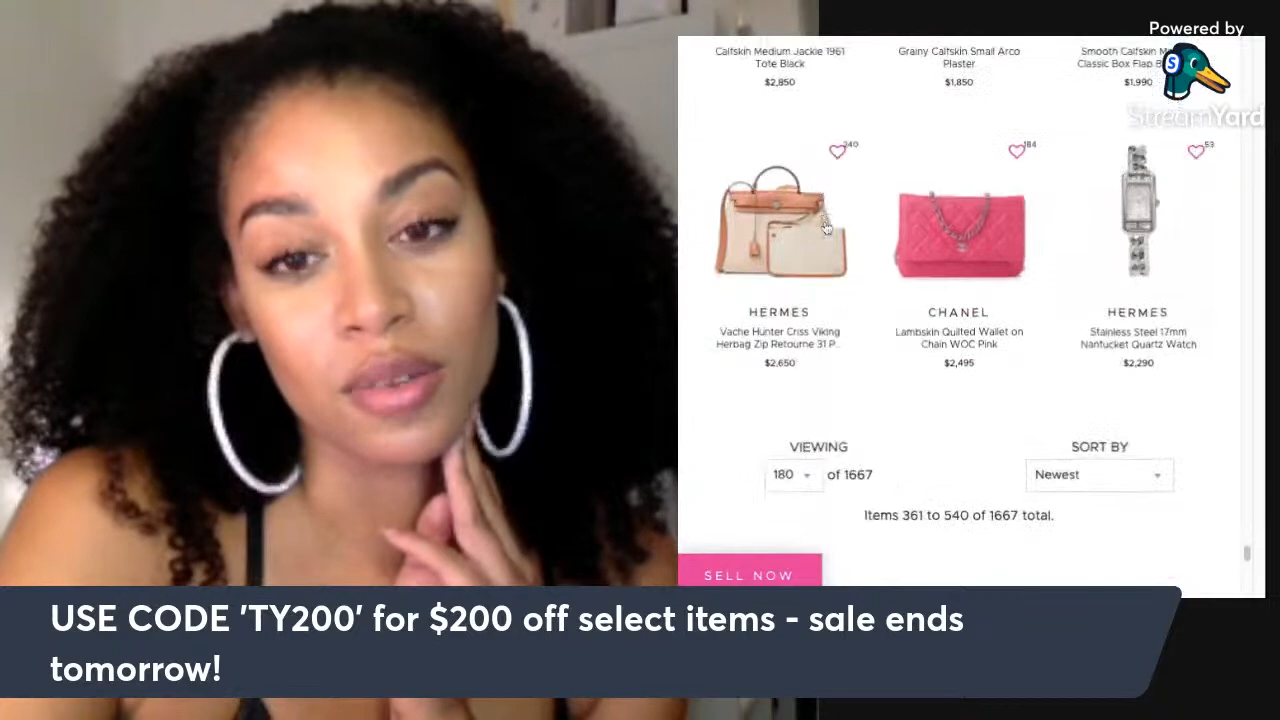 Powered by
StreamYard
Calfskin Medium Jackie 1961
Tote Black
$2,850
Grainy Calfskin Small Arco
Plaster
$1,850
Smooth Calfskin
Classic Box Flap
$1,990
240
184
53
HERMES
Vache Hunter Criss Viking
Herbag Zip Retourne 31 P...
$2,650
CHANEL
Lambskin Quilted Wallet on
Chain WOC Pink
$2,495
HERMES
Stainless Steel 17mm
Nantucket Quartz Watch
$2,290
VIEWING
180 of 1667
SORT BY
Newest
Items 361 to 540 of 1667 total.
SELL NOW
USE CODE 'TY200' for $200 off select items - sale ends
tomorrow!